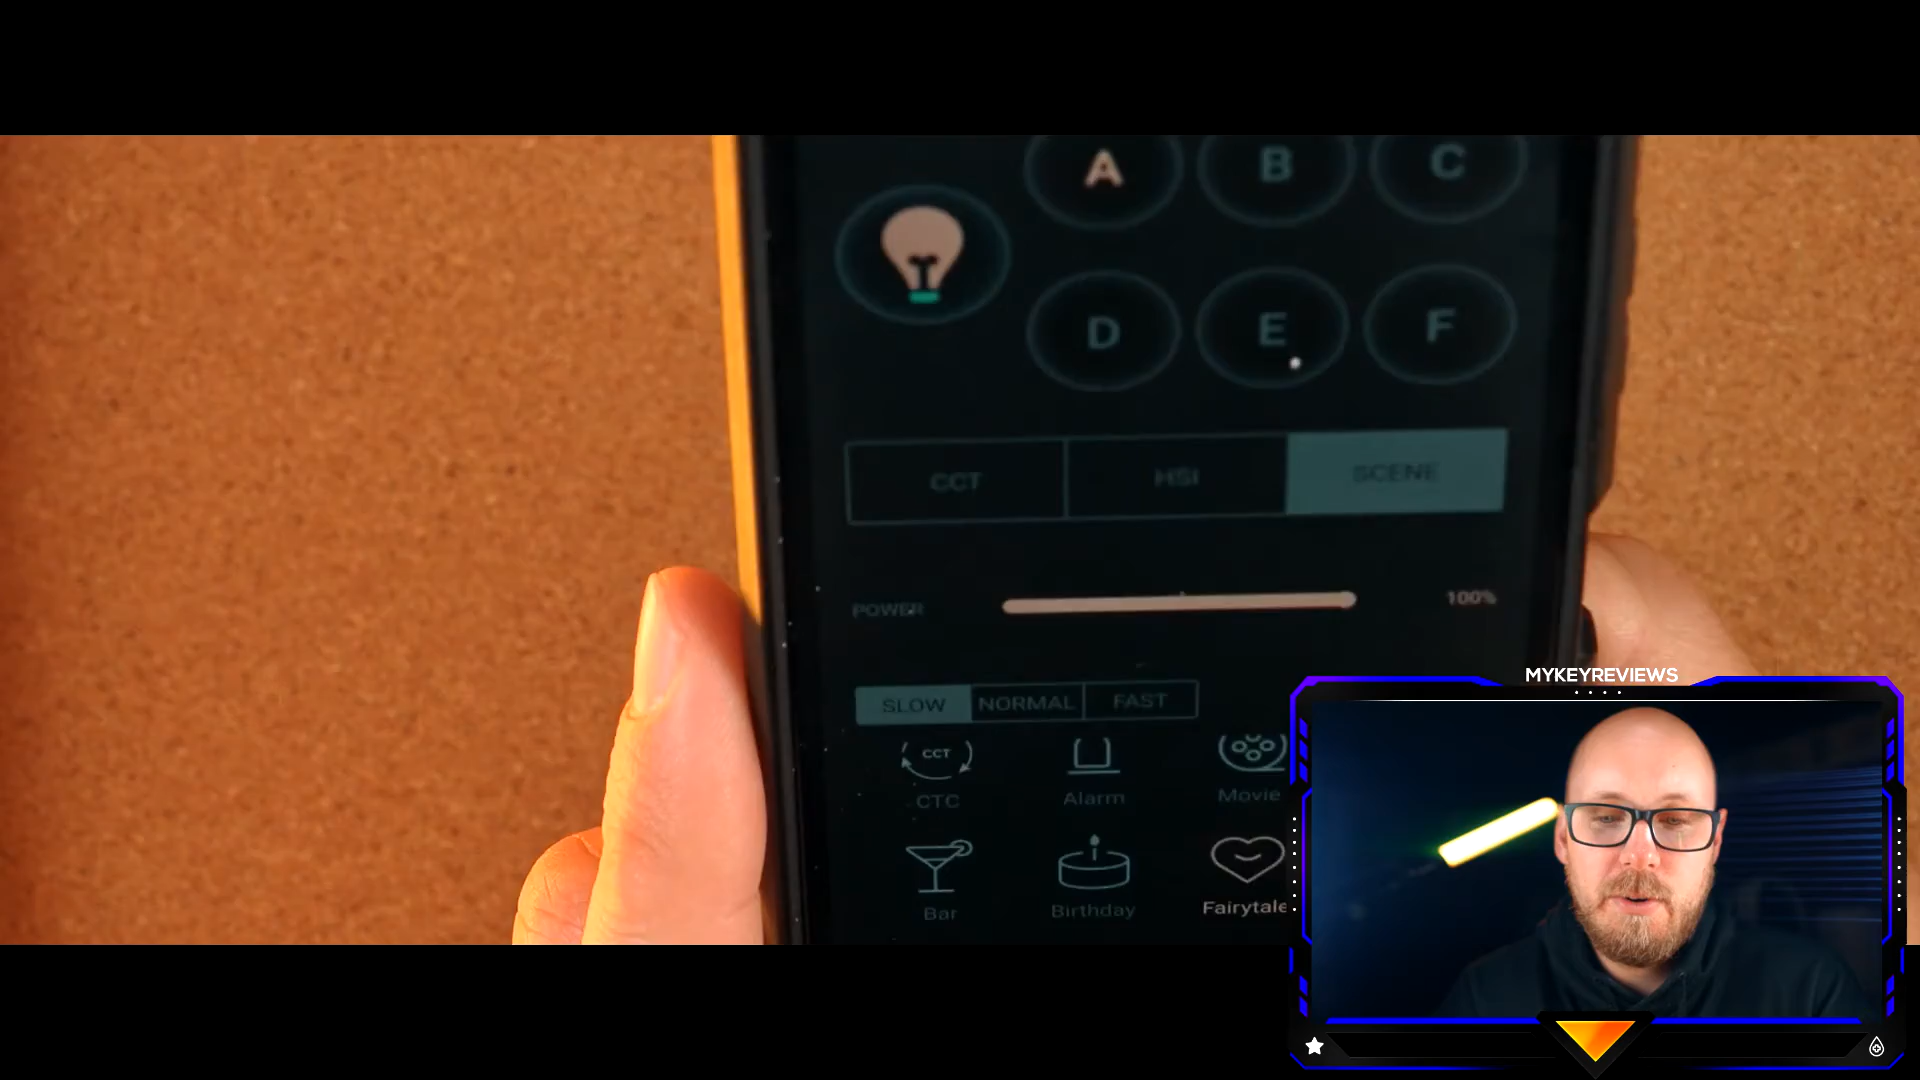 A B C
D E F
CCT HSI SCENE
POWER 100%
MYKEYREVIEWS
SLOW NORMAL FAST
CCT
CTC Alarm Movie
Bar Birthday Fairytale